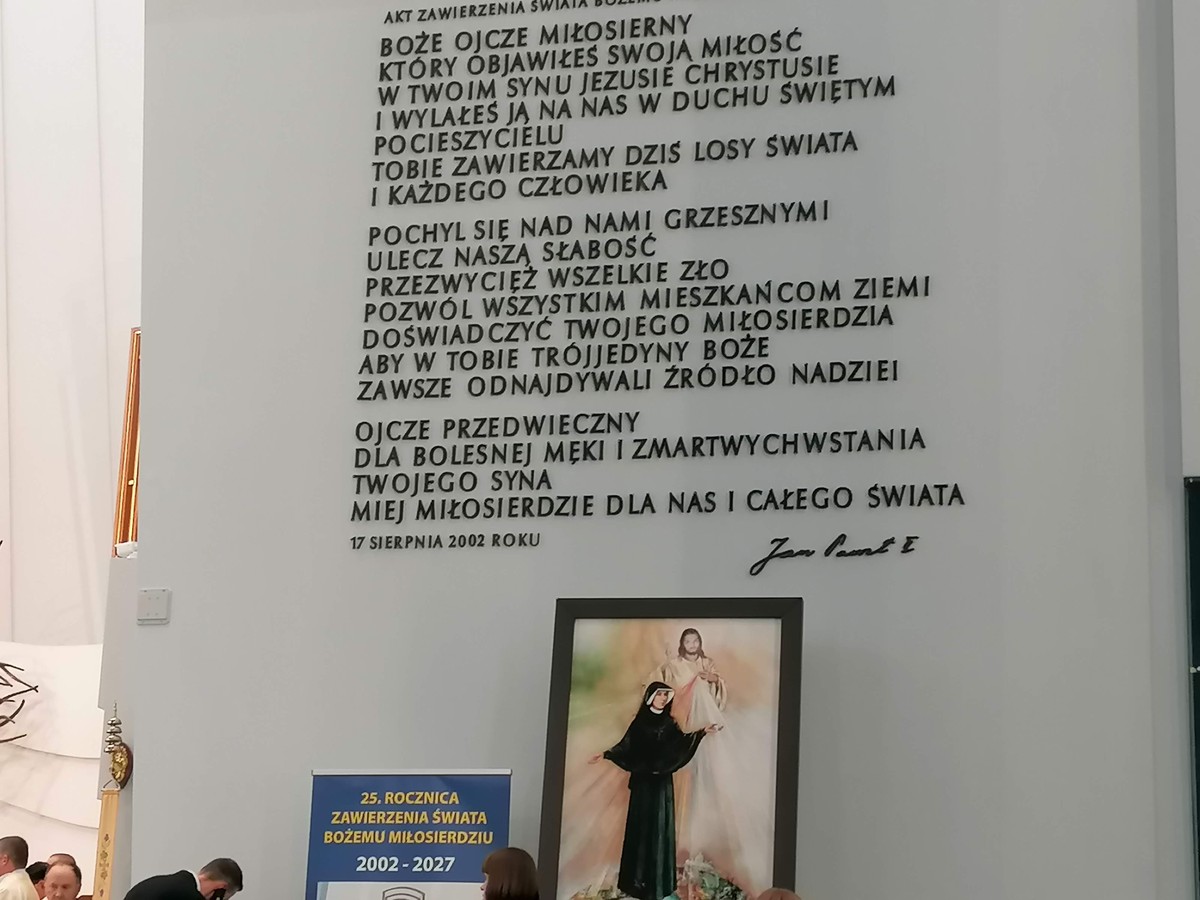 AKT ZAWIERZENIA ŚWIATA BOŻEMU
BOŻE OJCZE MIŁOSIERNY
KTÓRY OBJAWIŁEŚ SWOJĄ MIŁOŚĆ
W TWOIM SYNU JEZUSIE CHRYSTUSIE
I WYLAŁEŚ JĄ NA NAS W DUCHU ŚWIĘTYM
POCIESZYCIELU
TOBIE ZAWIERZAMY DZIŚ LOSY ŚWIATA
I KAŻDEGO CZŁOWIEKA
POCHYL SIĘ NAD NAMI GRZESZNYMI
ULECZ NASZĄ SŁABOŚĆ
PRZEZWYCIĘŻ WSZELKIE ZŁO
POZWÓL WSZYSTKIM MIESZKAŃCOM ZIEMI
DOŚWIADCZYĆ TWOJEGO MIŁOSIERDZIA
ABY W TOBIE TRÓJJEDYNY BOŻE
ZAWSZE ODNAJDYWALI ŹRÓDŁO NADZIEI
OJCZE PRZEDWIECZNY
DLA BOLESNEJ MĘKI I ZMARTWYCHWSTANIA
TWOJEGO SYNA
MIEJ MIŁOSIERDZIE DLA NAS I CAŁEGO ŚWIATA
17 SIERPNIA 2002 ROKU
Jan Paweł II
25. ROCZNICA
ZAWIERZENIA ŚWIATA
BOŻEMU MIŁOSIERDZIU
2002 - 2027